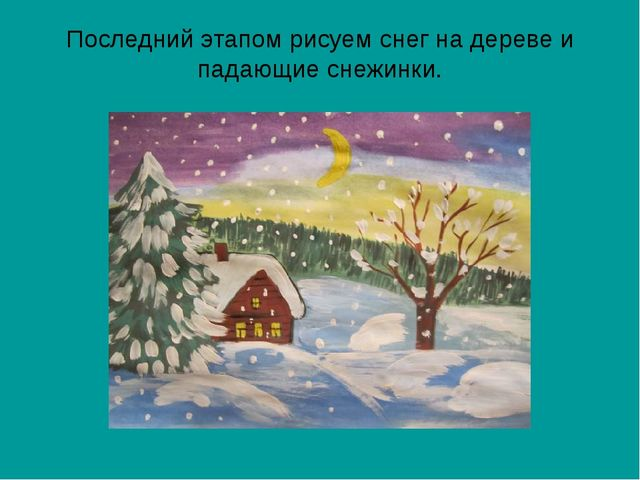 Последний этапом рисуем снег на дереве и
падающие снежинки.